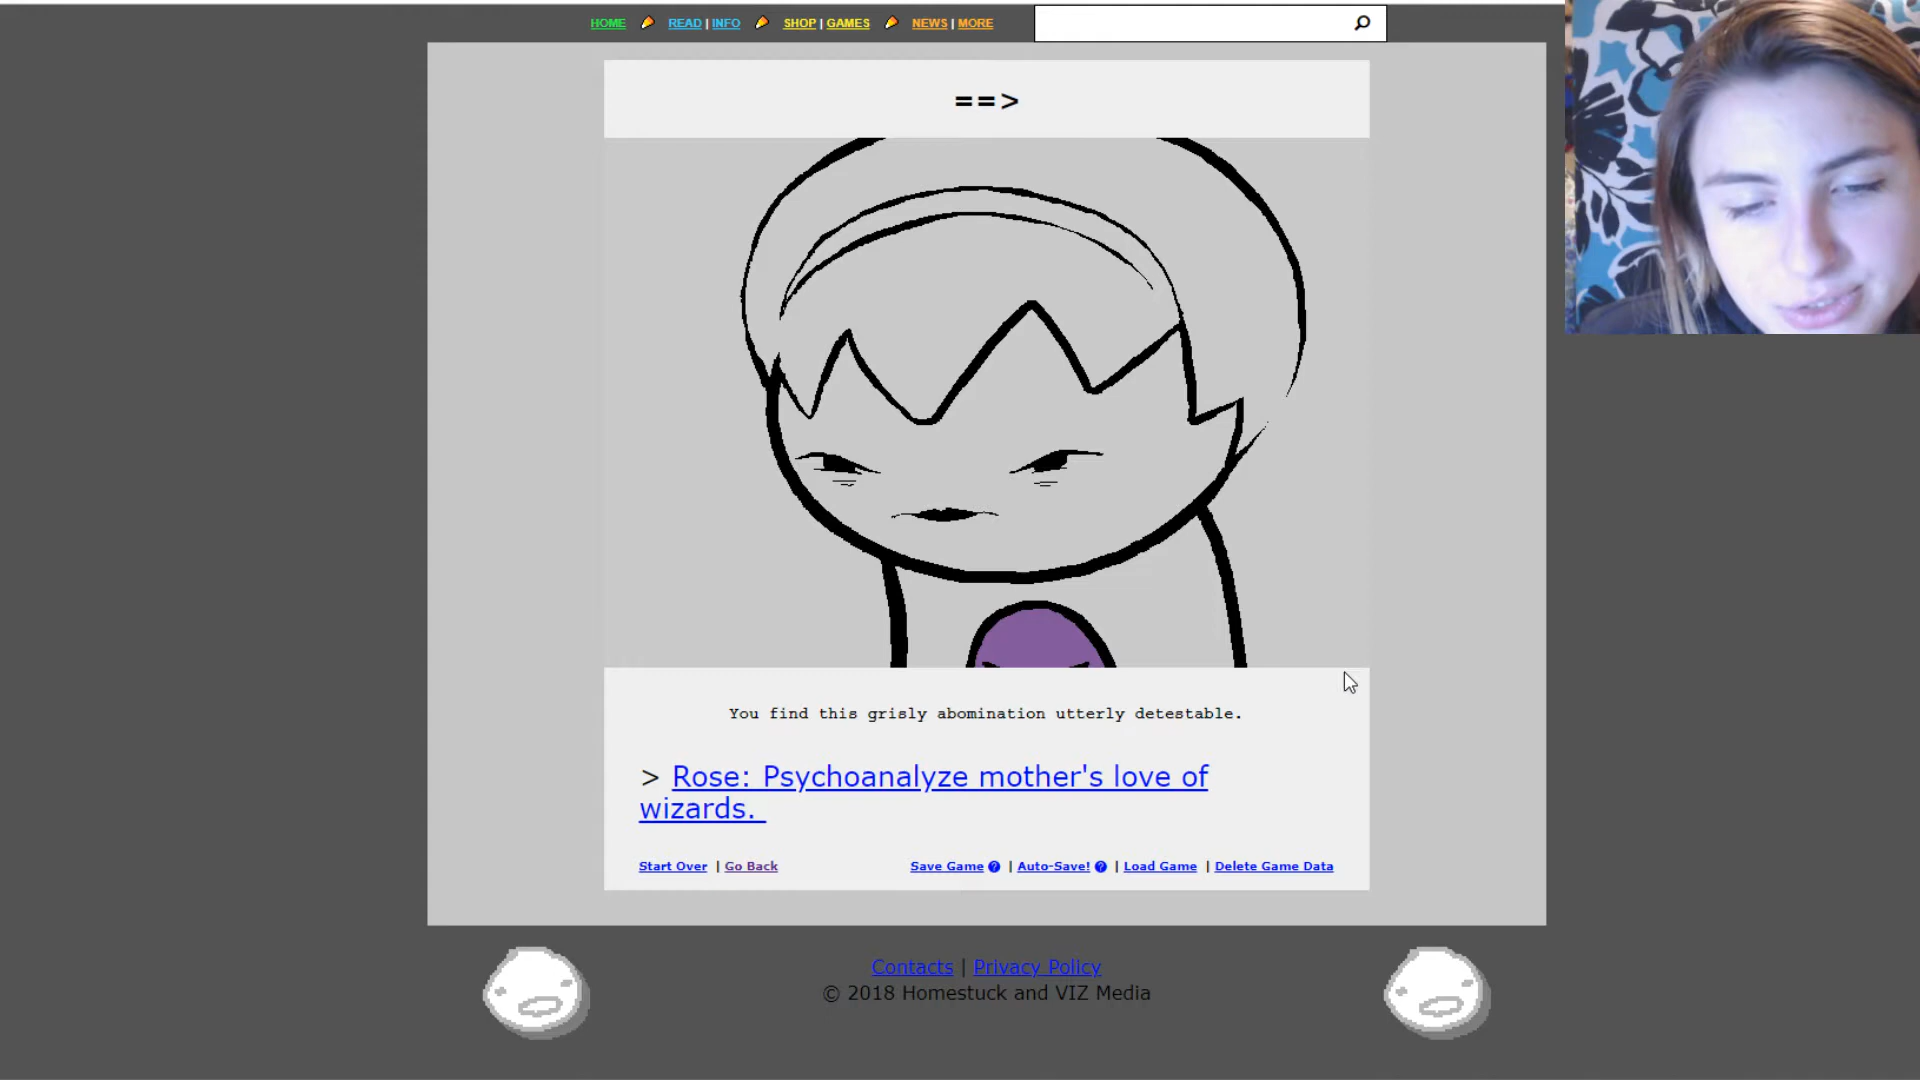 HOME READ | INFO SHOP | GAMES NEWS | MORE
==>
You find this grisly abomination utterly detestable.
> Rose: Psychoanalyze mother's love of
wizards.
Start Over | Go Back Save Game ? | Auto-Save! ? | Load Game | Delete Game Data
Contacts | Privacy Policy
© 2018 Homestuck and VIZ Media